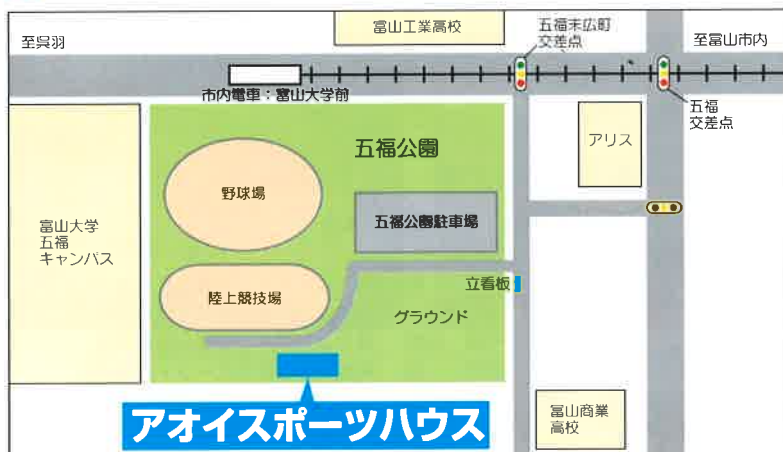 富山工業高校
五福末広町
交差点
至呉羽
至富山市内
市内電車：富山大学前
五福
交差点
五福公園
アリス
野球場
五福公園駐車場
富山大学
五福
キャンパス
立看板
陸上競技場
グラウンド
アオイスポーツハウス
富山商業
高校